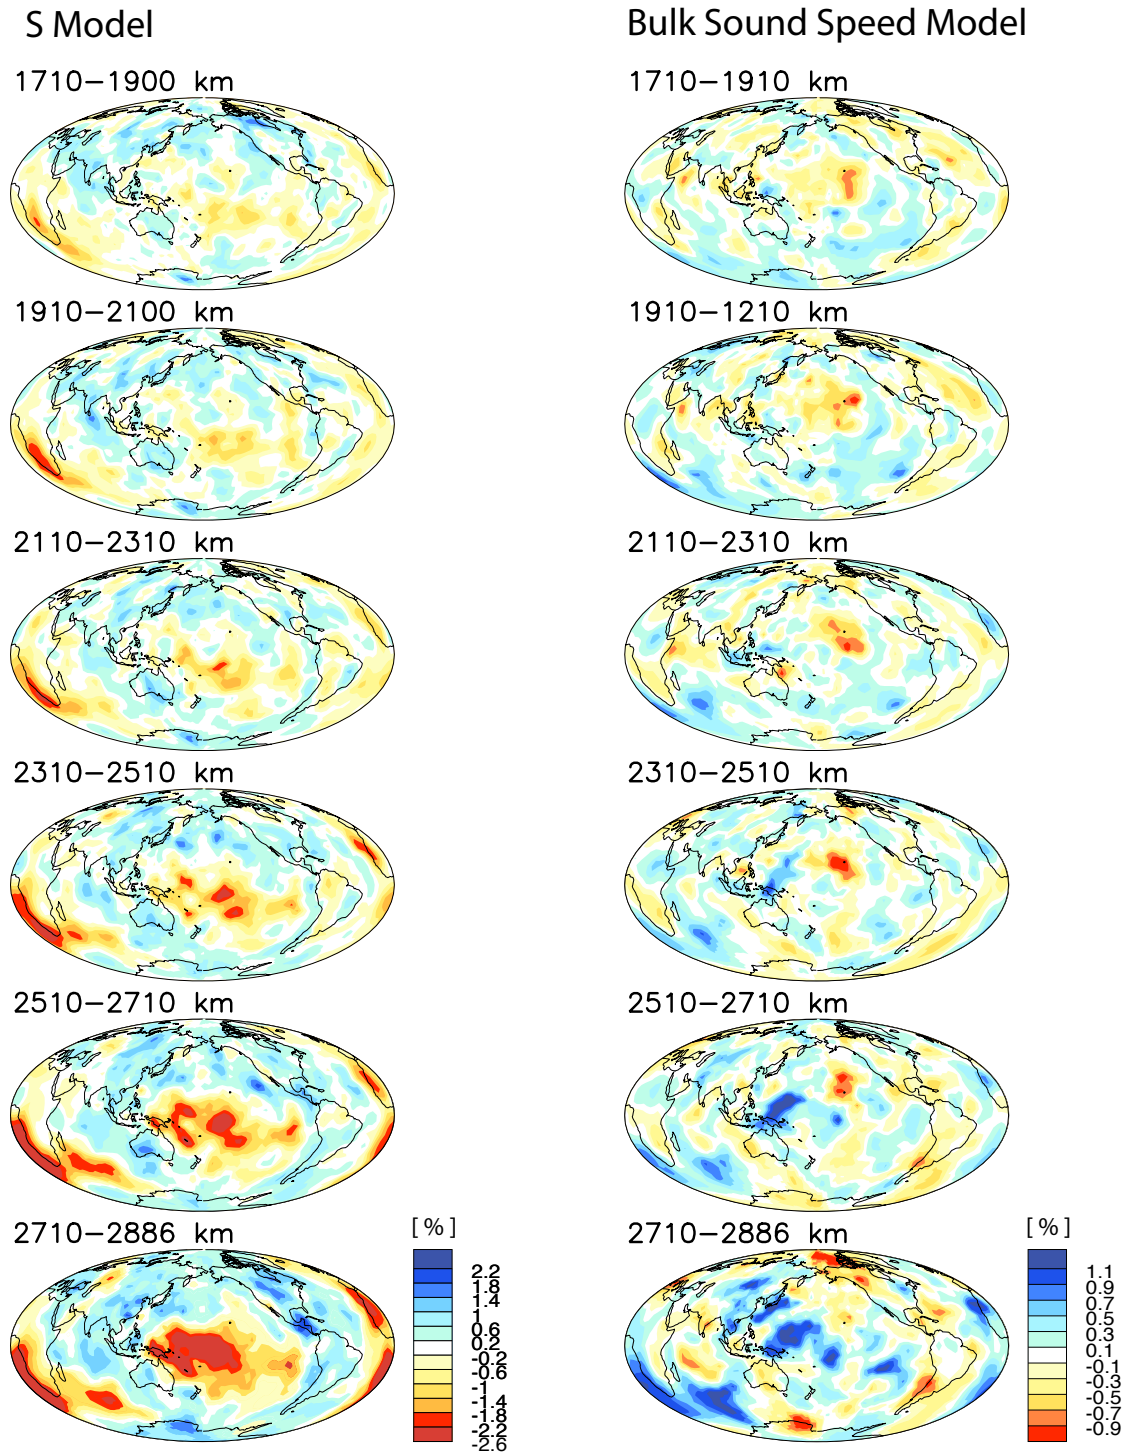 S Model
Bulk Sound Speed Model
1710−1900 km
1710−1910 km
1910−2100 km
1910−1210 km
2110−2310 km
2110−2310 km
2310−2510 km
2310−2510 km
2510−2710 km
2510−2710 km
2710−2886 km
[ % ]
2.2
1.8
1.4
1
0.6
0.2
-0.2
-0.6
-1
-1.4
-1.8
-2.2
-2.6
2710−2886 km
[ % ]
1.1
0.9
0.7
0.5
0.3
0.1
-0.1
-0.3
-0.5
-0.7
-0.9